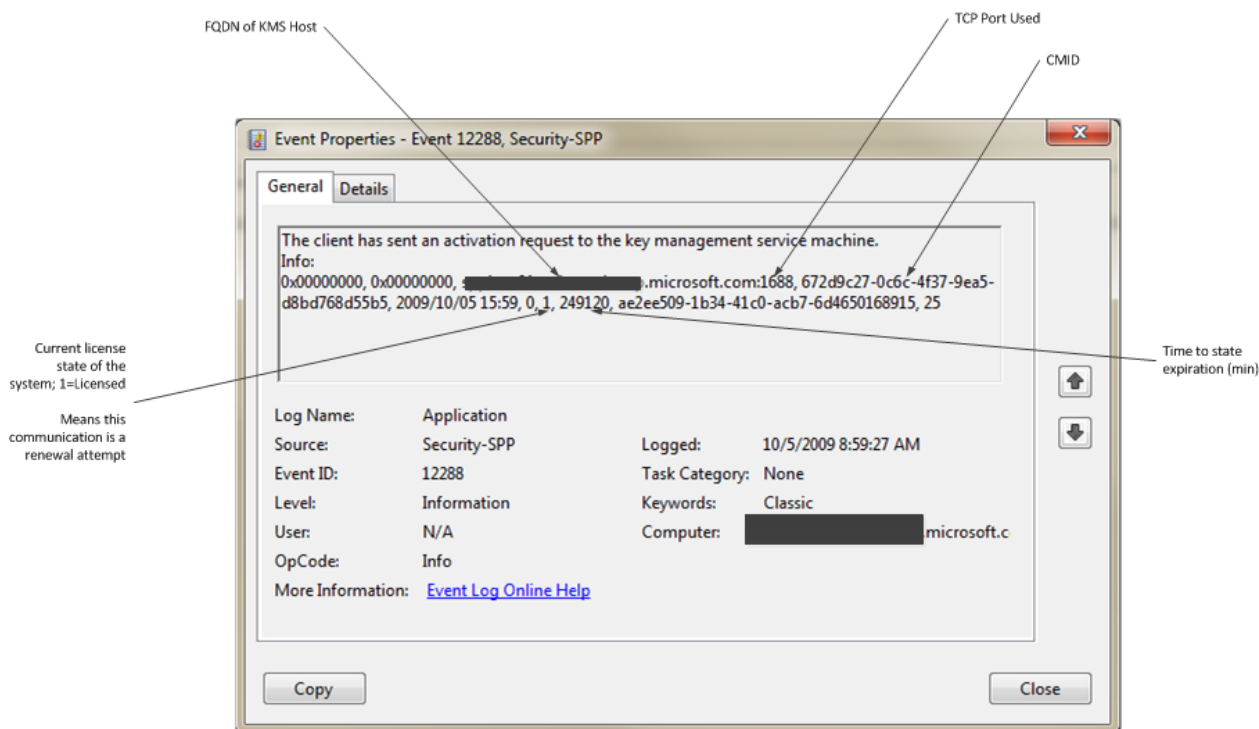 FQDN of KMS Host
TCP Port Used
CMID
Event Properties - Event 12288, Security-SPP
X
General
Details
The client has sent an activation request to the key management service machine.
Info:
0x00000000, 0x00000000, .microsoft.com:1688, 672d9c27-0c6c-4f37-9ea5-
d8bd768d55b5, 2009/10/05 15:59, 0, 1, 249120, ae2ee509-1b34-41c0-acb7-6d4650168915, 25
Current license
state of the
system; 1=Licensed
Means this
communication is a
renewal attempt
Time to state
expiration (min)
Log Name: Application
Source: Security-SPP Logged: 10/5/2009 8:59:27 AM
Event ID: 12288 Task Category: None
Level: Information Keywords: Classic
User: N/A Computer: .microsoft.c
OpCode: Info
More Information: Event Log Online Help
Copy
Close